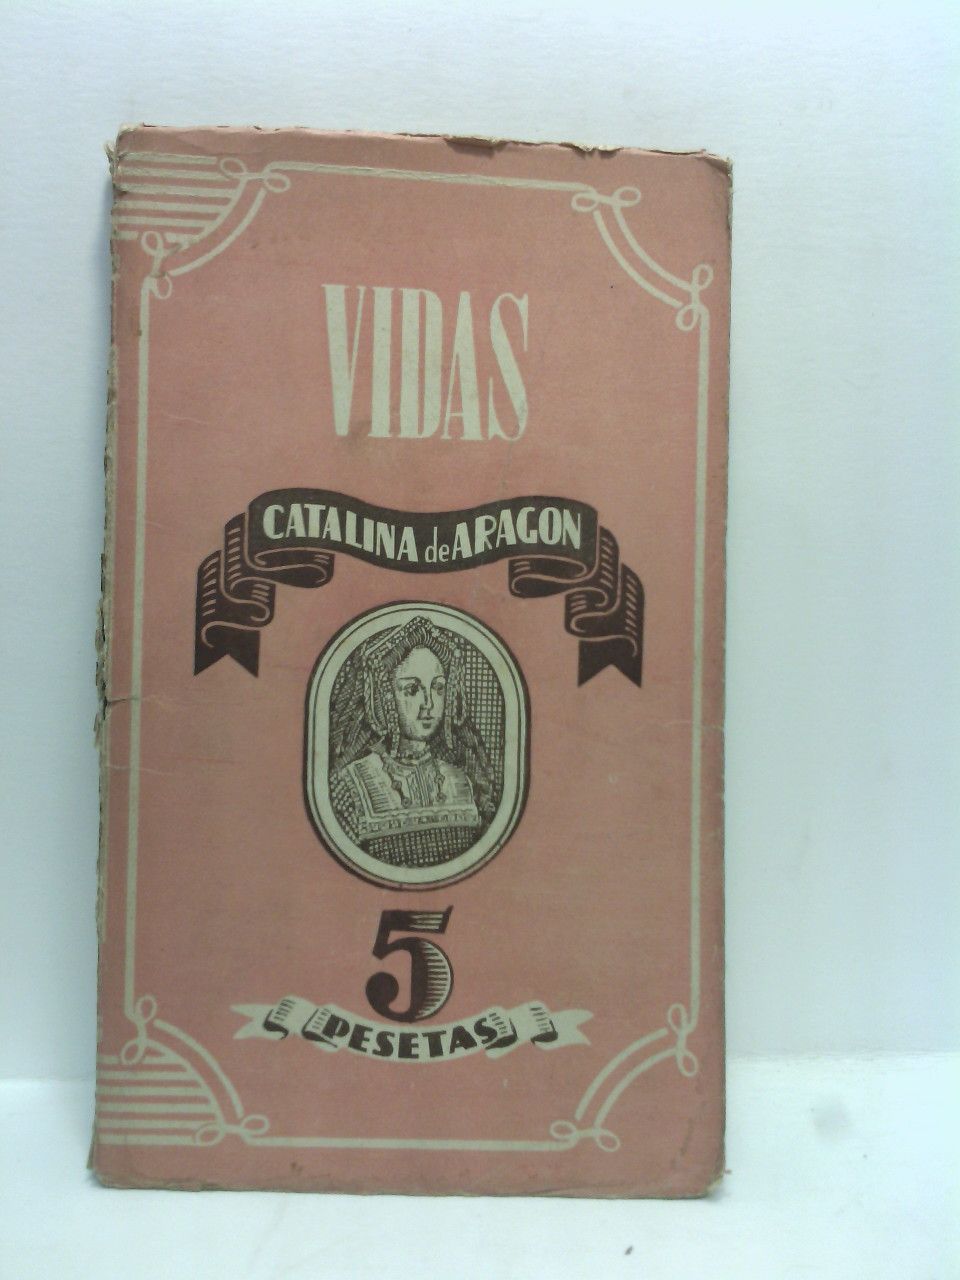 VIDAS
CATALINA de ARAGON
5
PESETAS